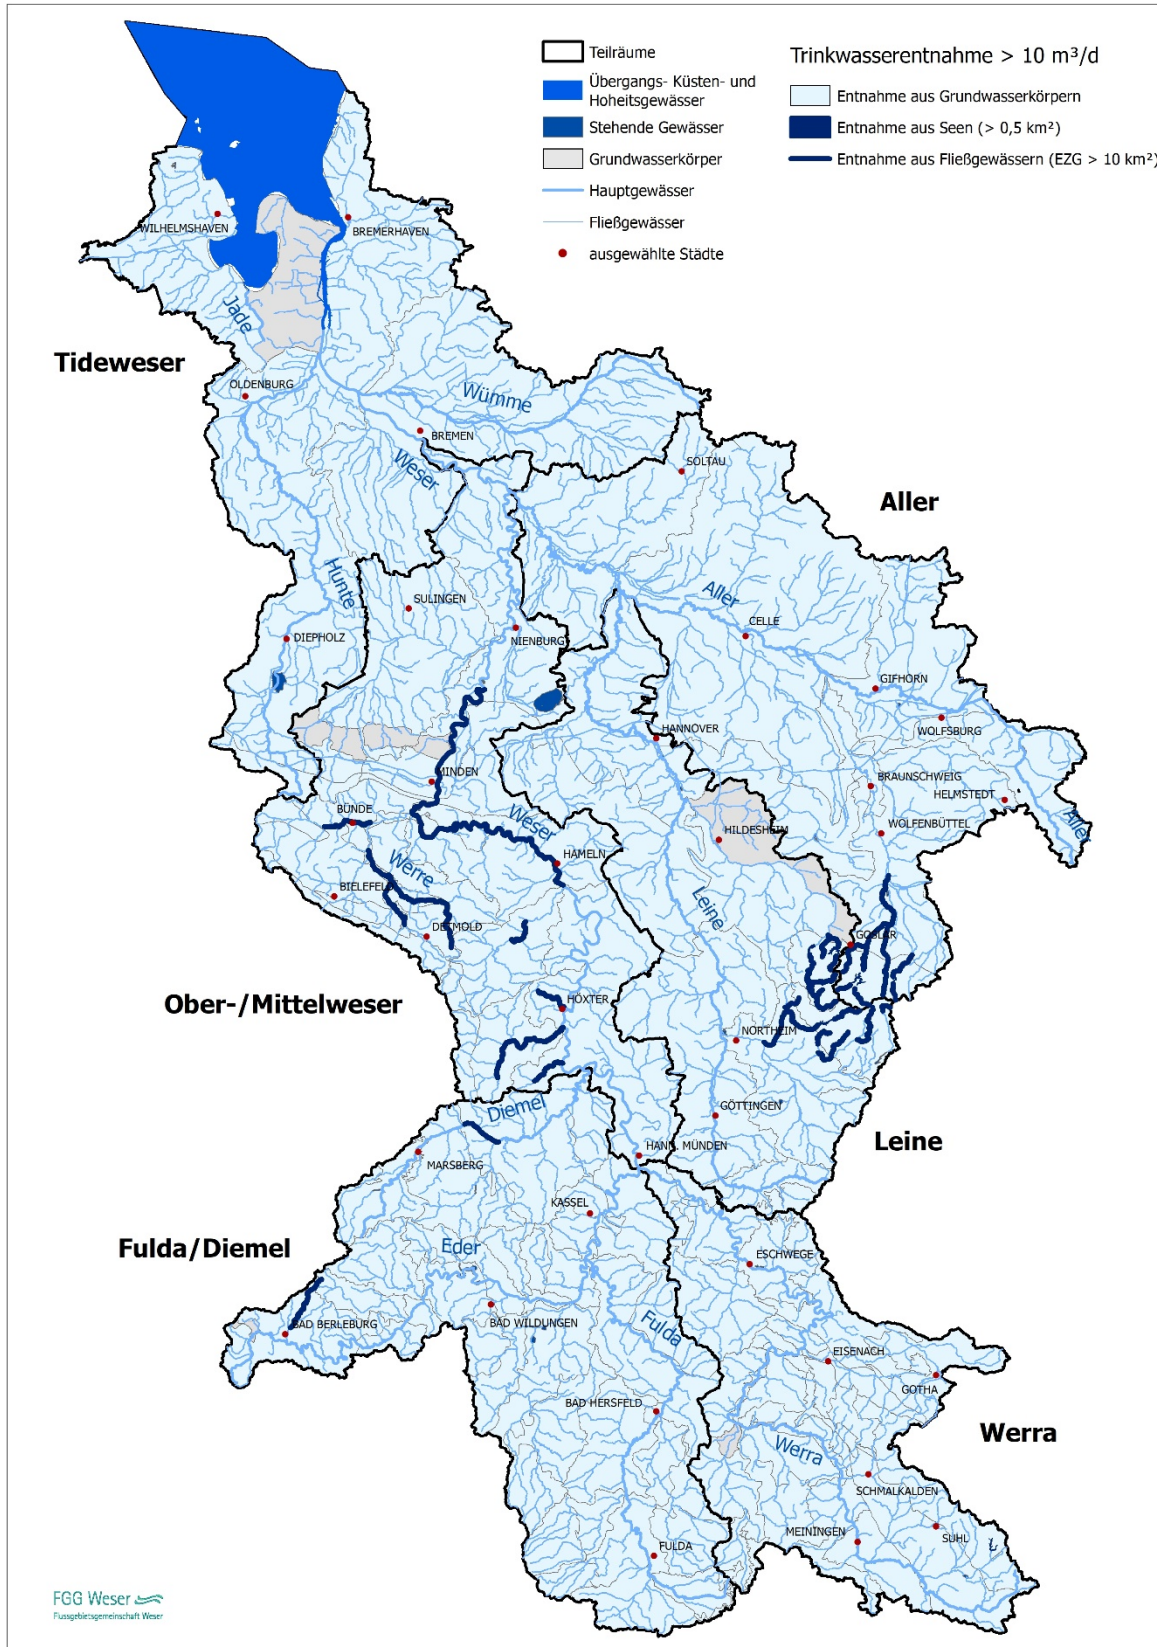 Teilräume
Übergangs- Küsten- und
Hoheitsgewässer
Stehende Gewässer
Grundwasserkörper
Hauptgewässer
Fließgewässer
ausgewählte Städte
Trinkwasserentnahme > 10 m³/d
Entnahme aus Grundwasserkörpern
Entnahme aus Seen (> 0,5 km²)
Entnahme aus Fließgewässern (EZG > 10 km²)
WILHELMSHAVEN
BREMERHAVEN
Jade
Tideweser
OLDENBURG
Wümme
BREMEN
Weser
SOLTAU
Aller
Hunte
Aller
SULINGEN
CELLE
DIEPHOLZ
NIENBURG
GIFHORN
HANNOVER
WOLFSBURG
MINDEN
BRAUNSCHWEIG
HELMSTEDT
BÜNDE
Weser
Aller
HILDESHEIM
WOLFENBÜTTEL
Werre
HAMELN
BIELEFELD
Leine
DETMOLD
GOSLAR
Ober-/Mittelweser
HÖXTER
NORTHEIM
Diemel
GÖTTINGEN
HANN. MÜNDEN
Leine
MARSBERG
KASSEL
Fulda/Diemel
Eder
ESCHWEGE
BAD BERLEBURG
BAD WILDUNGEN
Fulda
EISENACH
GOTHA
BAD HERSFELD
Werra
Werra
SCHMALKALDEN
MEININGEN
SUHL
FULDA
FGG Weser
Flussgebietsgemeinschaft Weser